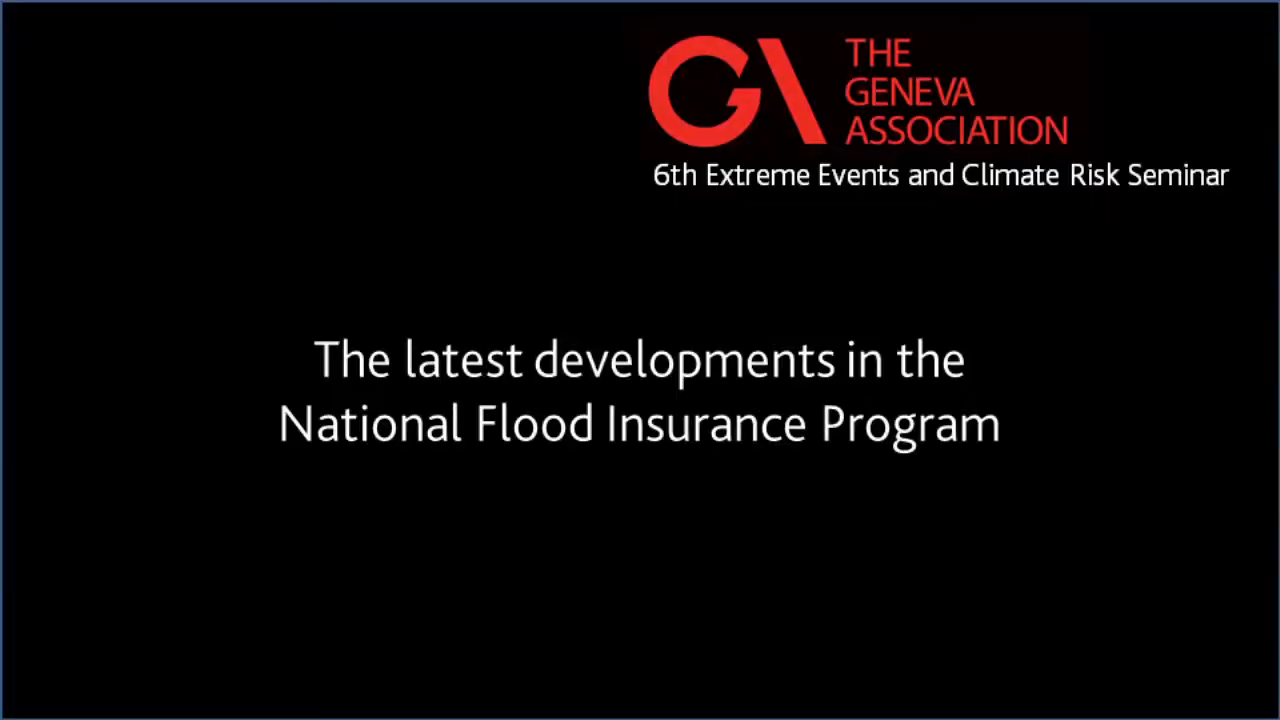 THE
GENEVA
ASSOCIATION
6th Extreme Events and Climate Risk Seminar
The latest developments in the
National Flood Insurance Program